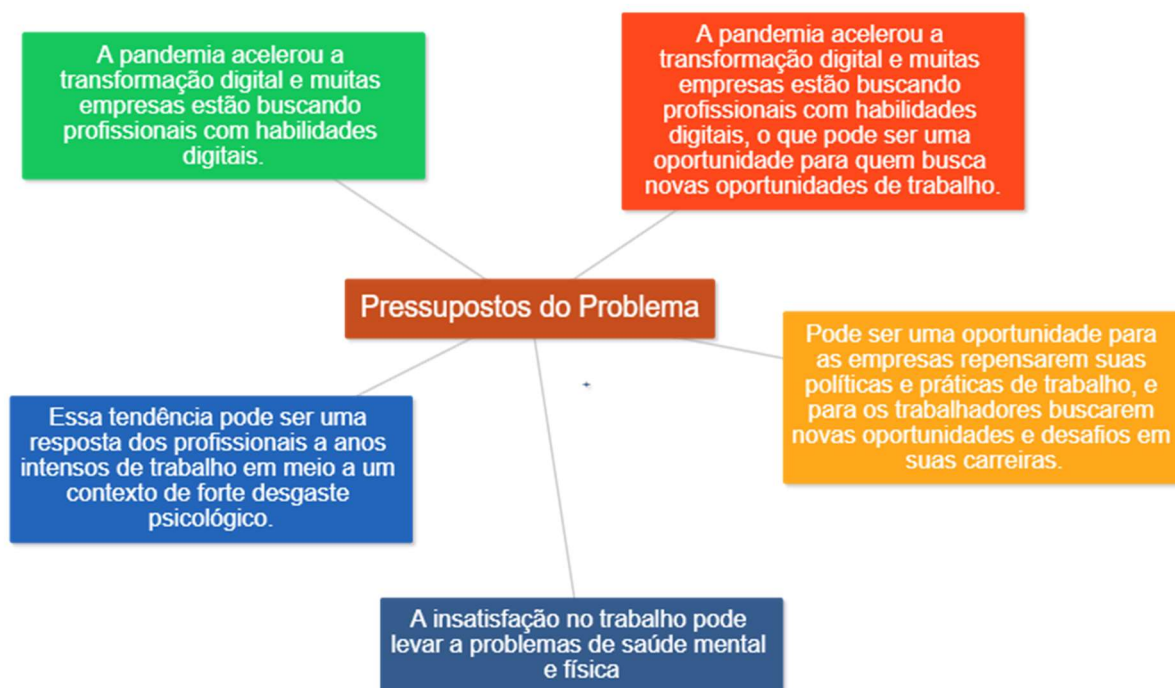 A pandemia acelerou a
transformação digital e muitas
empresas estão buscando
profissionais com habilidades
digitais.
A pandemia acelerou a
transformação digital e muitas
empresas estão buscando
profissionais com habilidades
digitais, o que pode ser uma
oportunidade para quem busca
novas oportunidades de trabalho.
Pressupostos do Problema
Pode ser uma oportunidade para
as empresas repensarem suas
políticas e práticas de trabalho, e
para os trabalhadores buscarem
novas oportunidades e desafios em
suas carreiras.
Essa tendência pode ser uma
resposta dos profissionais a anos
intensos de trabalho em meio a um
contexto de forte desgaste
psicológico.
A insatisfação no trabalho pode
levar a problemas de saúde mental
e física